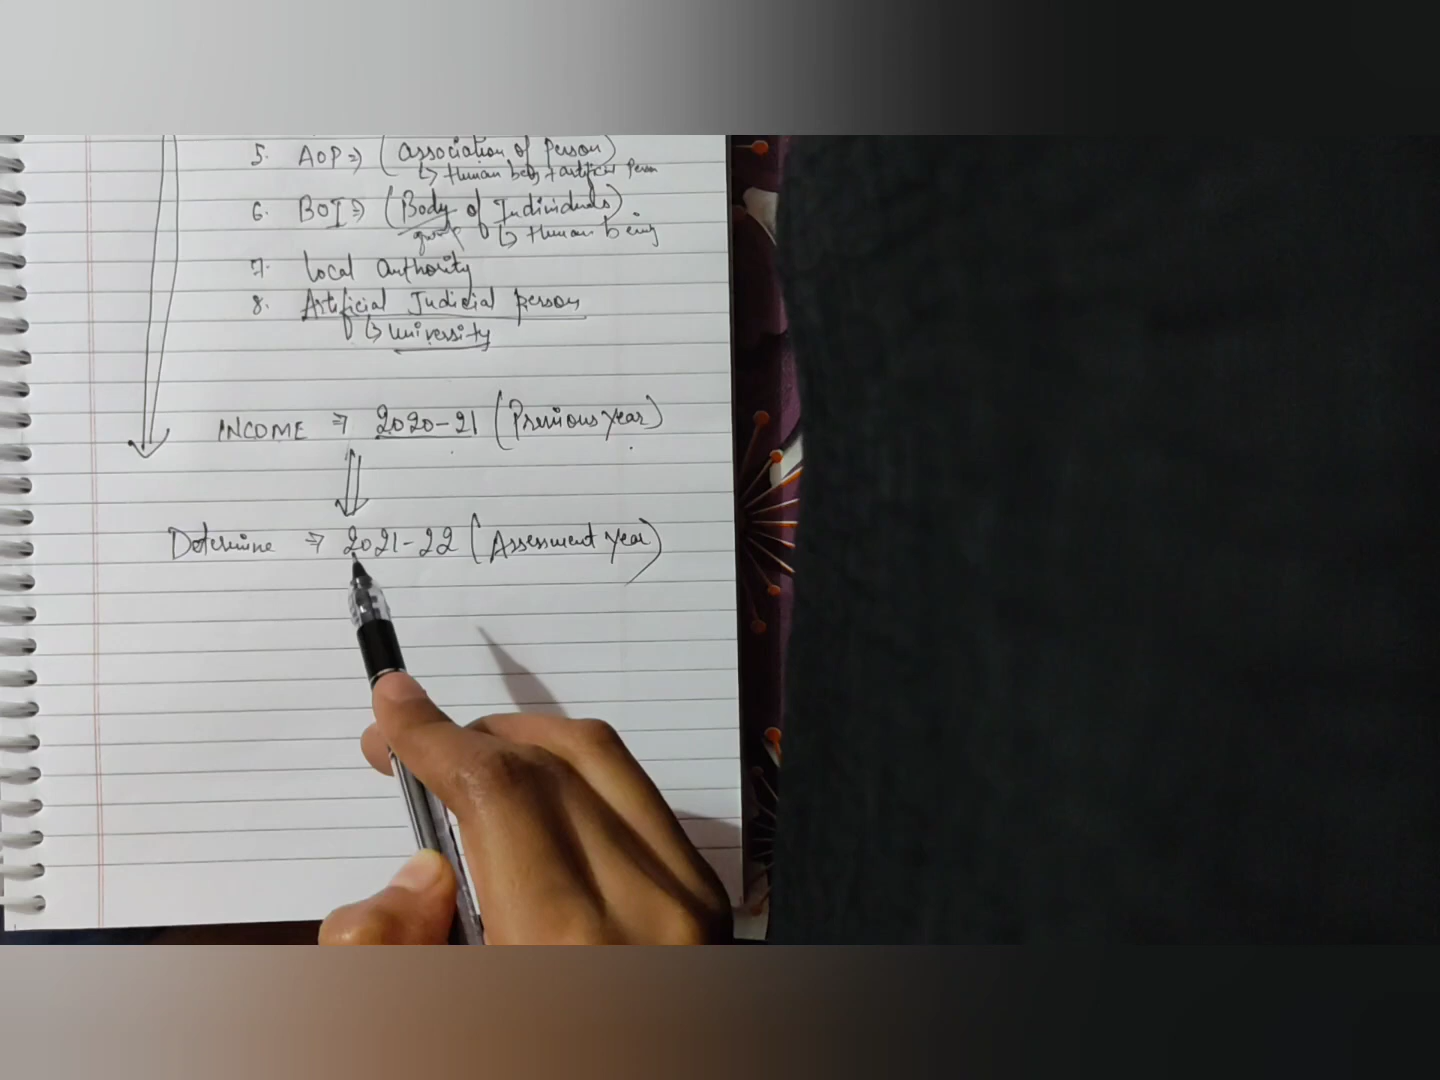 5. AOP ⇒ (Association of Person)
↳ Human being + artificial person
6. BOI ⇒ (Body of Individuals)
group ↳ Human being
7. Local Authority
8. Artificial Judicial person
↳ University
INCOME ⇒ 2020-21 (Previous year)
Determine ⇒ 2021-22 (Assessment year)